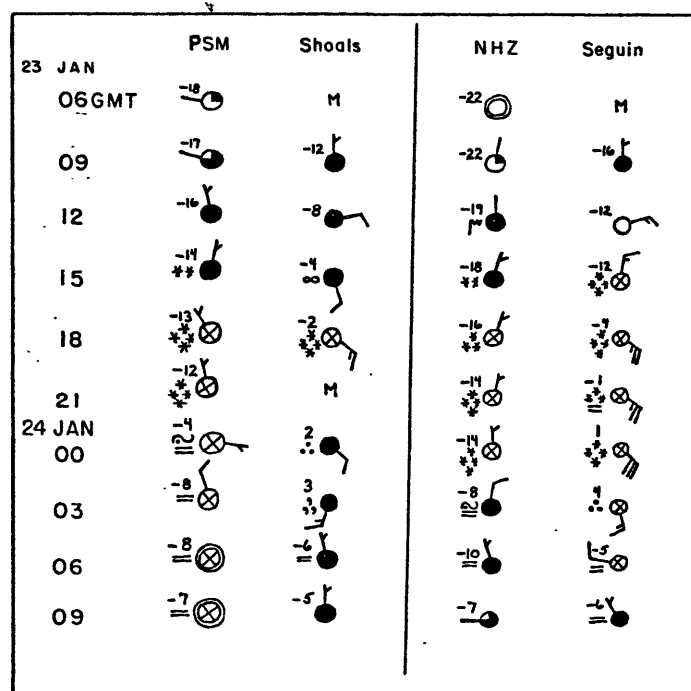 PSM Shoals NHZ Seguin
23 JAN
06GMT -18 M -22 M
09 -17 -12 -22 -16
12 -16 -8 -19 -12
15 -14 -4 -18 -12
18 -13 -2 -16 -4
21 -12 M -14 -1
24 JAN
00 -4 2 -14 1
03 -8 3 -8 4
06 -8 -6 -10 -5
09 -7 -5 -7 -6